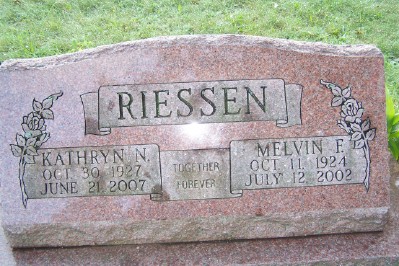 RIESSEN
KATHRYN N.
OCT. 30 1927
JUNE 21 2007
TOGETHER
FOREVER
MELVIN F.
OCT. 11 1924
JULY 12 2002